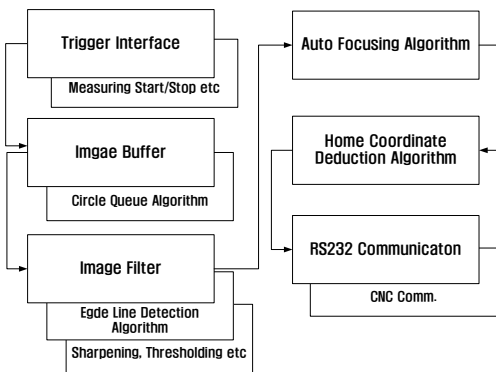 Trigger Interface
Measuring Start/Stop etc
Imgae Buffer
Circle Queue Algorithm
Image Filter
Egde Line Detection
Algorithm
Sharpening, Thresholding etc
Auto Focusing Algorithm
Home Coordinate
Deduction Algorithm
RS232 Communicaton
CNC Comm.